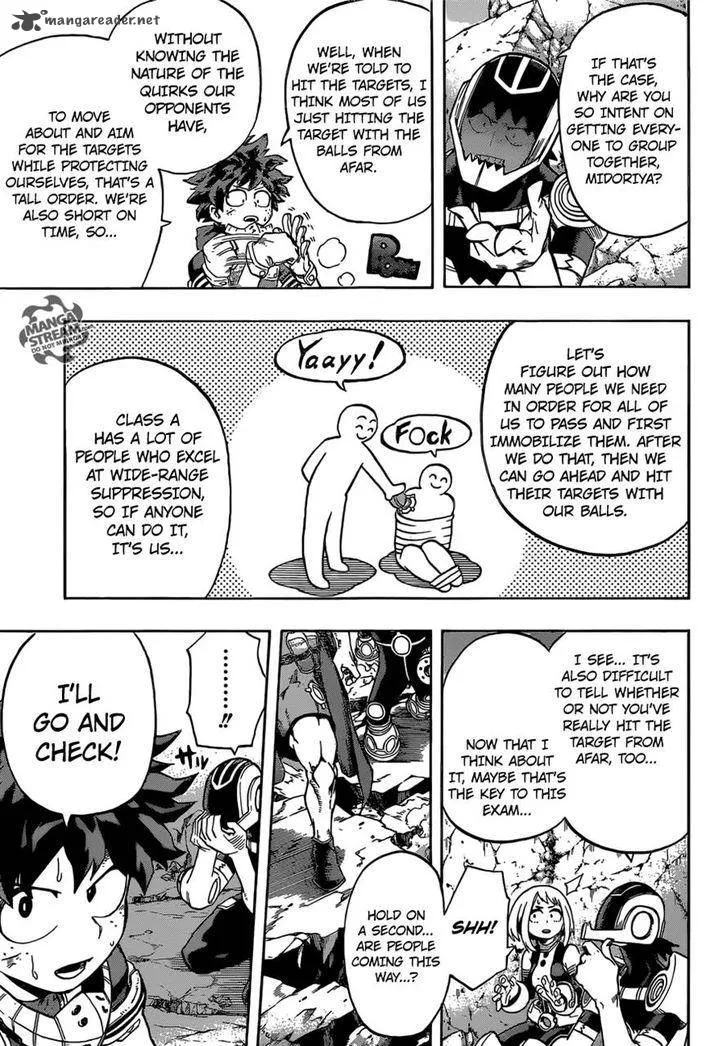 mangareader.net
IF THAT'S
THE CASE,
WHY ARE YOU
SO INTENT ON
GETTING EVERY-
ONE TO GROUP
TOGETHER,
MIDORIYA?
WELL, WHEN
WE'RE TOLD TO
HIT THE TARGETS, I
THINK MOST OF US
JUST HITTING THE
TARGET WITH THE
BALLS FROM
AFAR.
WITHOUT
KNOWING THE
NATURE OF THE
QUIRKS OUR
OPPONENTS
HAVE,
TO MOVE
ABOUT AND AIM
FOR THE TARGETS
WHILE PROTECTING
OURSELVES, THAT'S A
TALL ORDER. WE'RE
ALSO SHORT ON
TIME, SO...
MANGA
STREAM
DO NOT MIRROR
LET'S
FIGURE OUT HOW
MANY PEOPLE WE NEED
IN ORDER FOR ALL OF
US TO PASS AND FIRST
IMMOBILIZE THEM. AFTER
WE DO THAT, THEN WE
CAN GO AHEAD AND HIT
THEIR TARGETS WITH
OUR BALLS.
Yaayy!
Fock
CLASS A
HAS A LOT OF
PEOPLE WHO EXCEL
AT WIDE-RANGE
SUPPRESSION,
SO IF ANYONE
CAN DO IT,
IT'S US...
I SEE... IT'S
ALSO DIFFICULT
TO TELL WHETHER
OR NOT YOU'VE
REALLY HIT THE
TARGET FROM
AFAR, TOO...
NOW THAT I
THINK ABOUT
IT, MAYBE THAT'S
THE KEY TO THIS
EXAM...
SHH!
HOLD ON
A SECOND...
ARE PEOPLE
COMING THIS
WAY...?
......!!
I'LL
GO AND
CHECK!